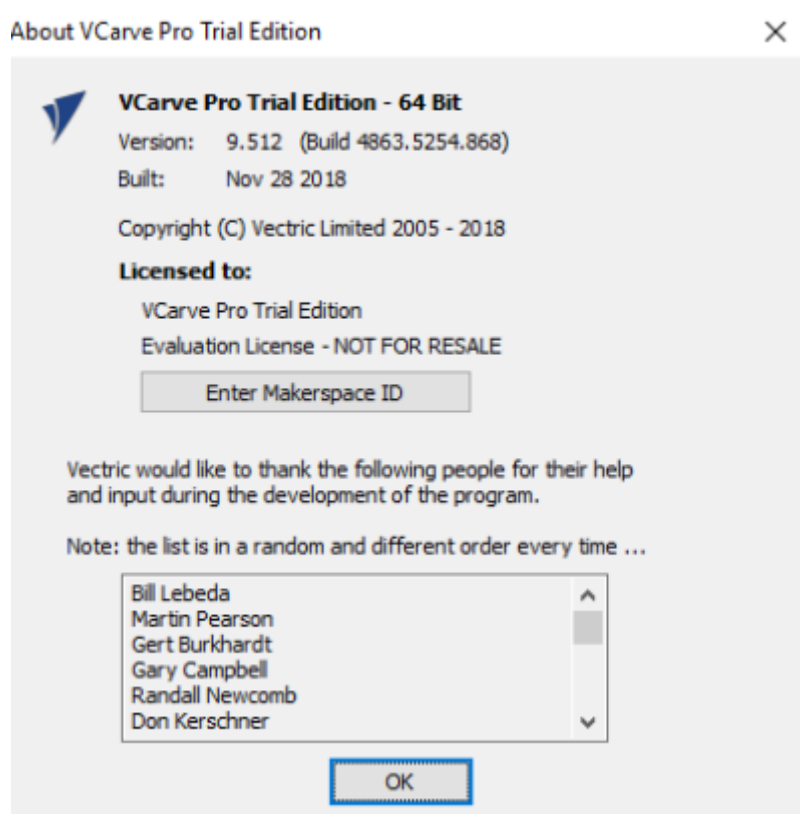 About VCarve Pro Trial Edition
VCarve Pro Trial Edition - 64 Bit
Version: 9.512 (Build 4863.5254.868)
Built: Nov 28 2018
Copyright (C) Vectric Limited 2005 - 2018
Licensed to:
VCarve Pro Trial Edition
Evaluation License - NOT FOR RESALE
Enter Makerspace ID
Vectric would like to thank the following people for their help
and input during the development of the program.
Note: the list is in a random and different order every time ...
Bill Lebeda
Martin Pearson
Gert Burkhardt
Gary Campbell
Randall Newcomb
Don Kerschner
OK